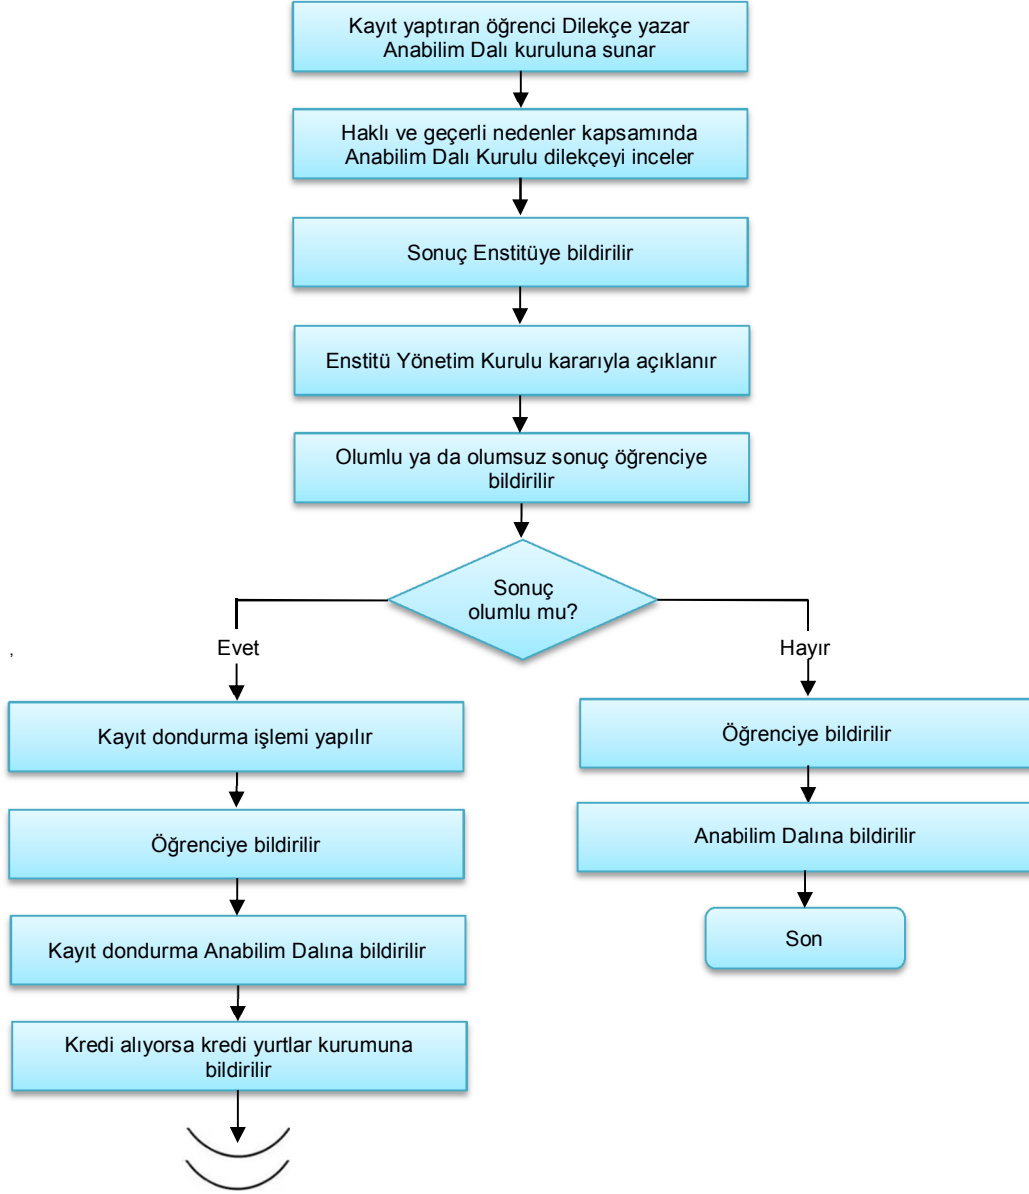 Kayıt yaptıran öğrenci Dilekçe yazar
Anabilim Dalı kuruluna sunar
Haklı ve geçerli nedenler kapsamında
Anabilim Dalı Kurulu dilekçeyi inceler
Sonuç Enstitüye bildirilir
Enstitü Yönetim Kurulu kararıyla açıklanır
Olumlu ya da olumsuz sonuç öğrenciye
bildirilir
Sonuç
olumlu mu?
,
Evet
Hayır
Kayıt dondurma işlemi yapılır
Öğrenciye bildirilir
Kayıt dondurma Anabilim Dalına bildirilir
Kredi alıyorsa kredi yurtlar kurumuna
bildirilir
Öğrenciye bildirilir
Anabilim Dalına bildirilir
Son